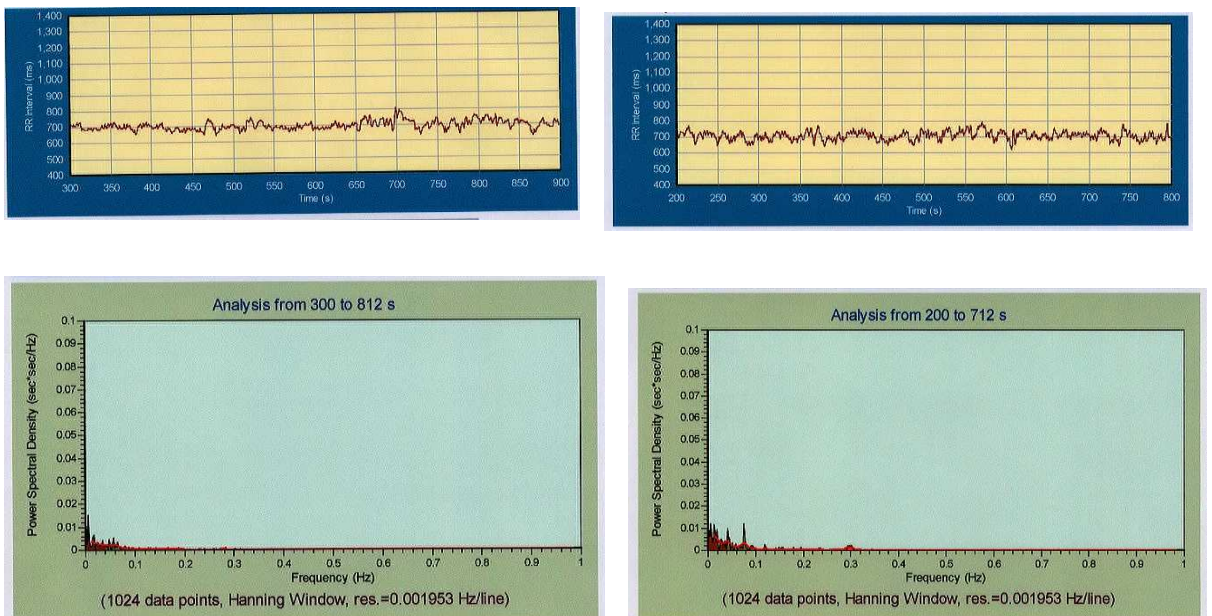 1,400
1,300
1,200
1,100
1,000
900
800
700
600
500
400
RR Interval (ms)
300 350 400 450 500 550 600 650 700 750 800 850 900
Time (s)
1,400
1,300
1,200
1,100
1,000
900
800
700
600
500
400
RR Interval (ms)
200 250 300 350 400 450 500 550 600 650 700 750 800
Time (s)
Analysis from 300 to 812 s
0.1
0.09
0.08
0.07
0.06
0.05
0.04
0.03
0.02
0.01
0
Power Spectral Density (sec*sec/Hz)
0 0.1 0.2 0.3 0.4 0.5 0.6 0.7 0.8 0.9 1
Frequency (Hz)
(1024 data points, Hanning Window, res.=0.001953 Hz/line)
Analysis from 200 to 712 s
0.1
0.09
0.08
0.07
0.06
0.05
0.04
0.03
0.02
0.01
0
Power Spectral Density (sec*sec/Hz)
0 0.1 0.2 0.3 0.4 0.5 0.6 0.7 0.8 0.9 1
Frequency (Hz)
(1024 data points, Hanning Window, res.=0.001953 Hz/line)